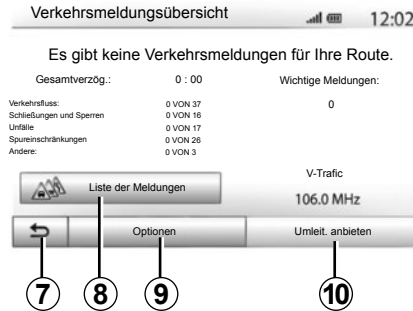 Verkehrsmeldungsübersicht 12:02
Es gibt keine Verkehrsmeldungen für Ihre Route.
Gesamtverzög.: 0 : 00 Wichtige Meldungen:
0
Verkehrsfluss: 0 VON 37
Schließungen und Sperren 0 VON 16
Unfälle 0 VON 17
Spureinschränkungen 0 VON 26
Andere: 0 VON 3
Liste der Meldungen
V-Trafic
106.0 MHz
Optionen Umleit. anbieten
7 8 9 10